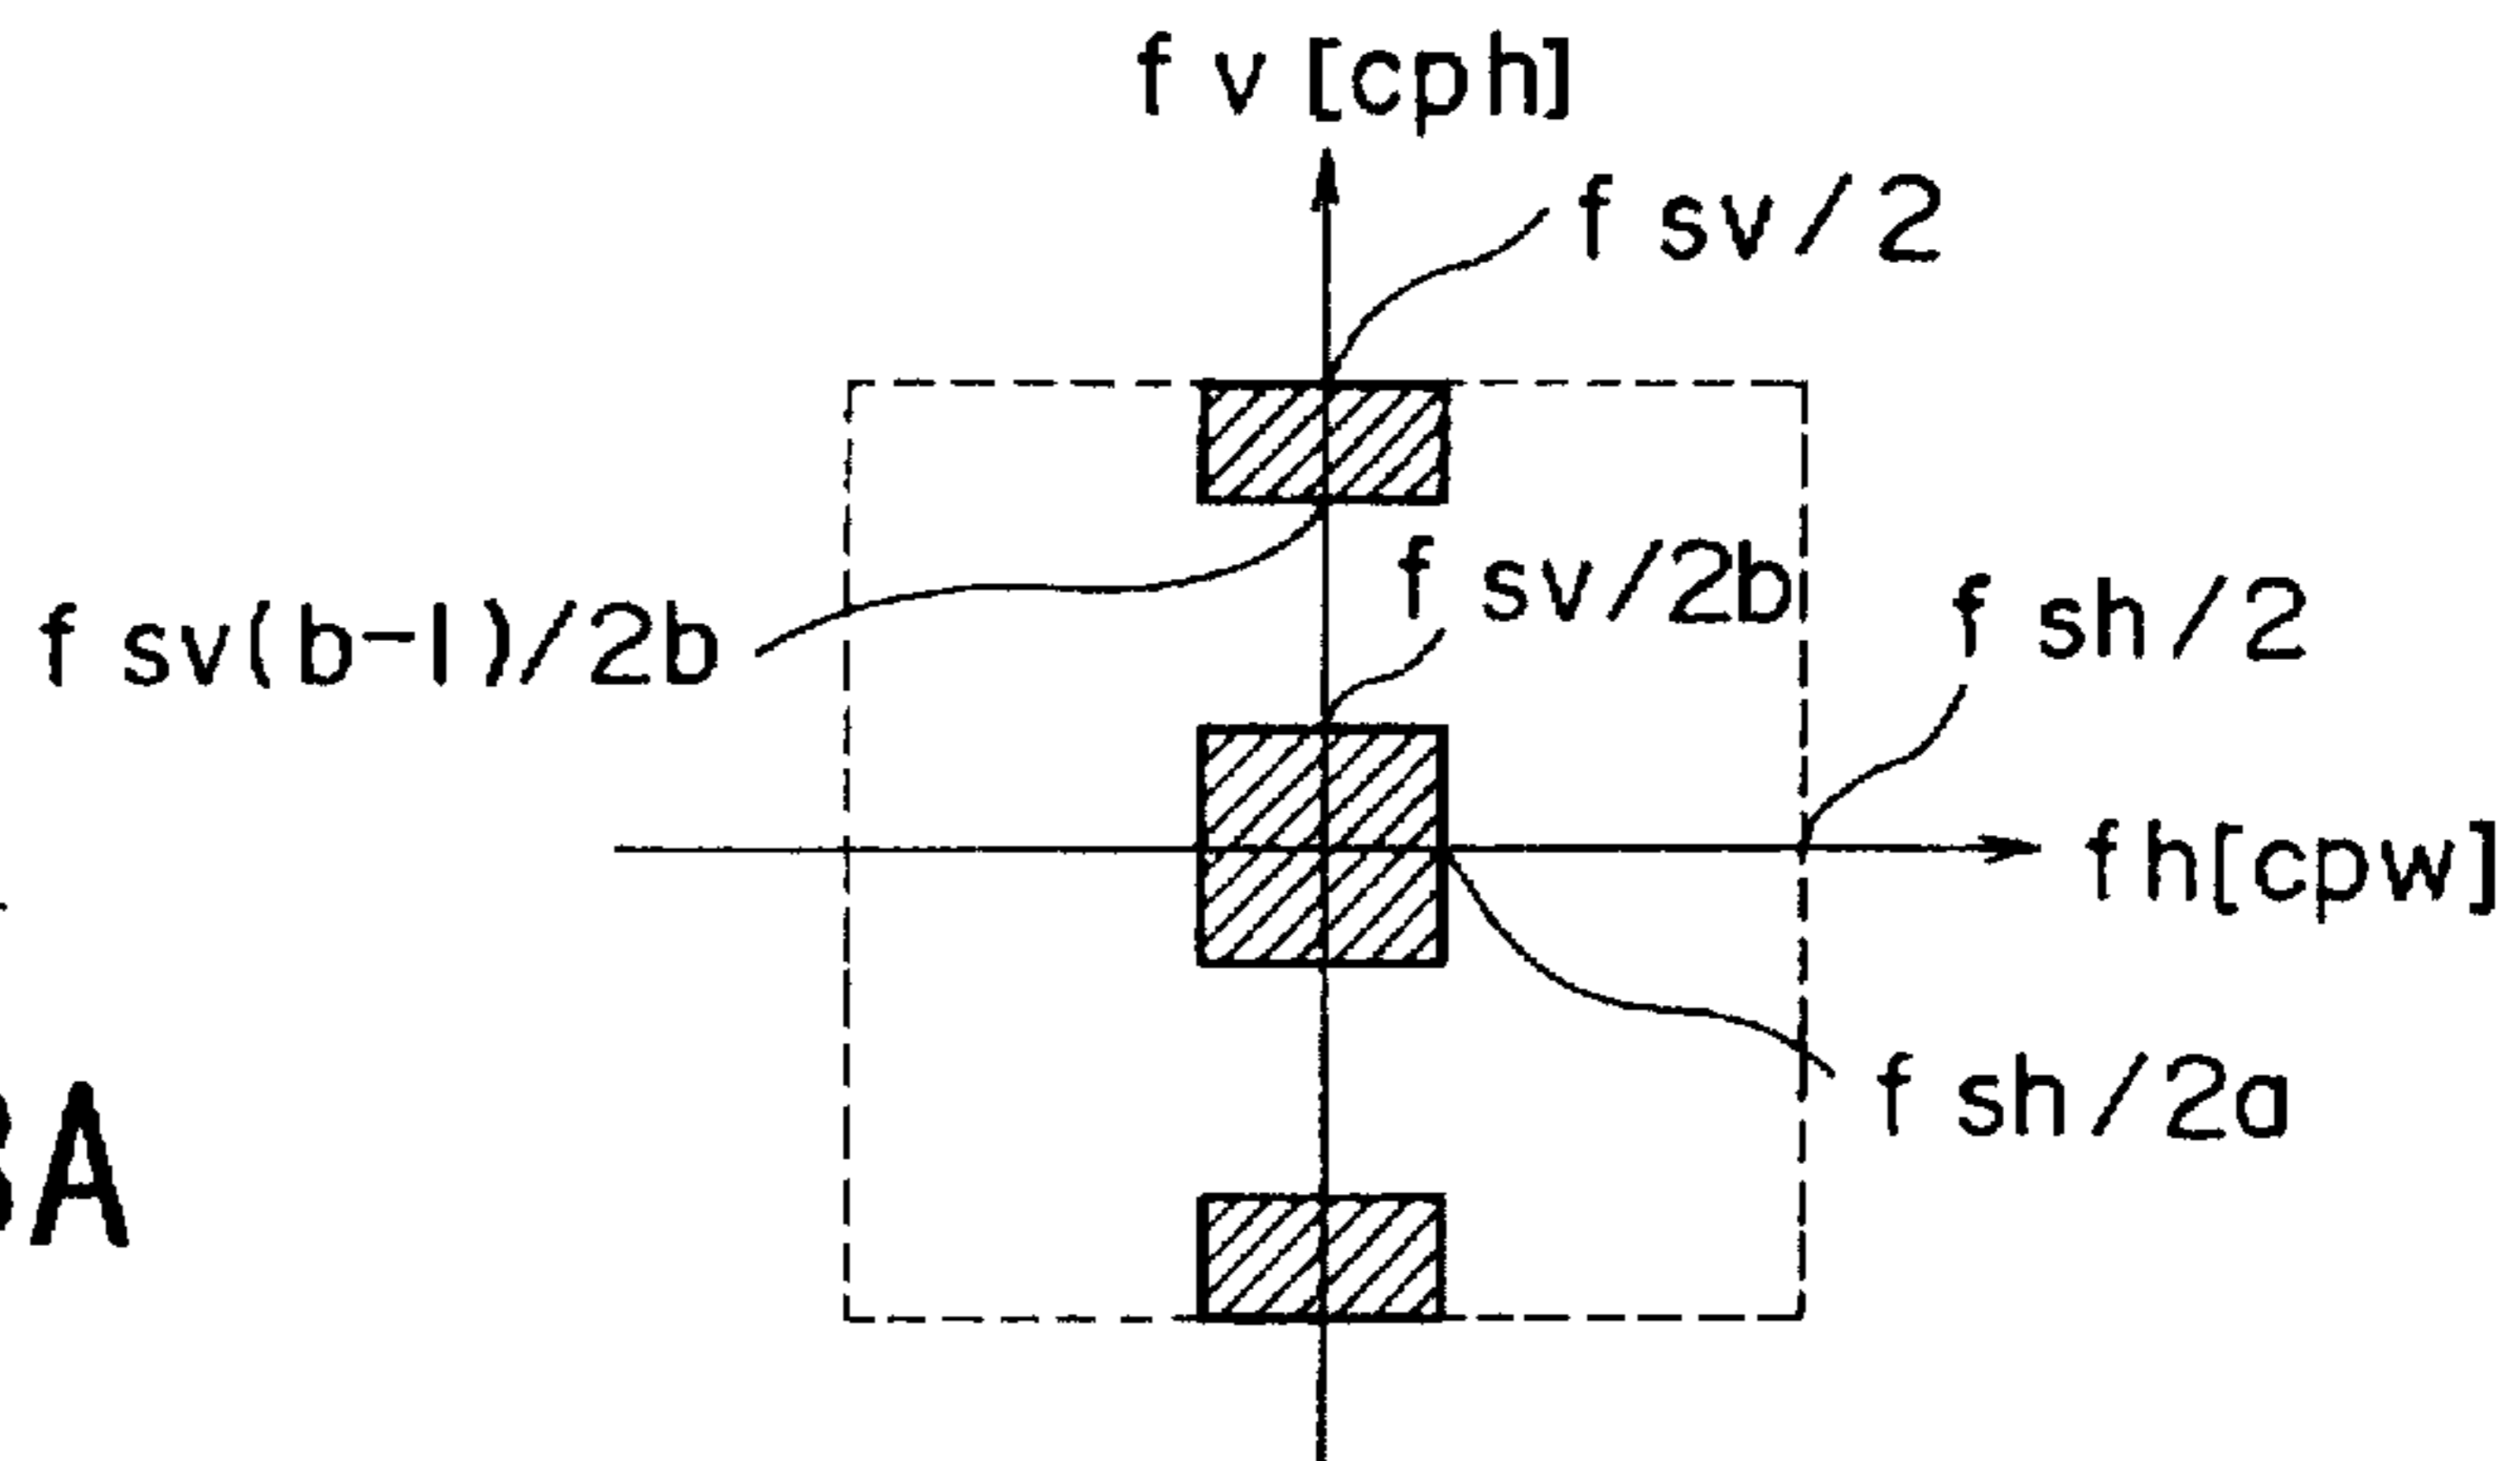 f v [cph]
f sv/2
f sv/2b
f sv(b-1)/2b
f sh/2
f h[cpw]
f sh/2a
A